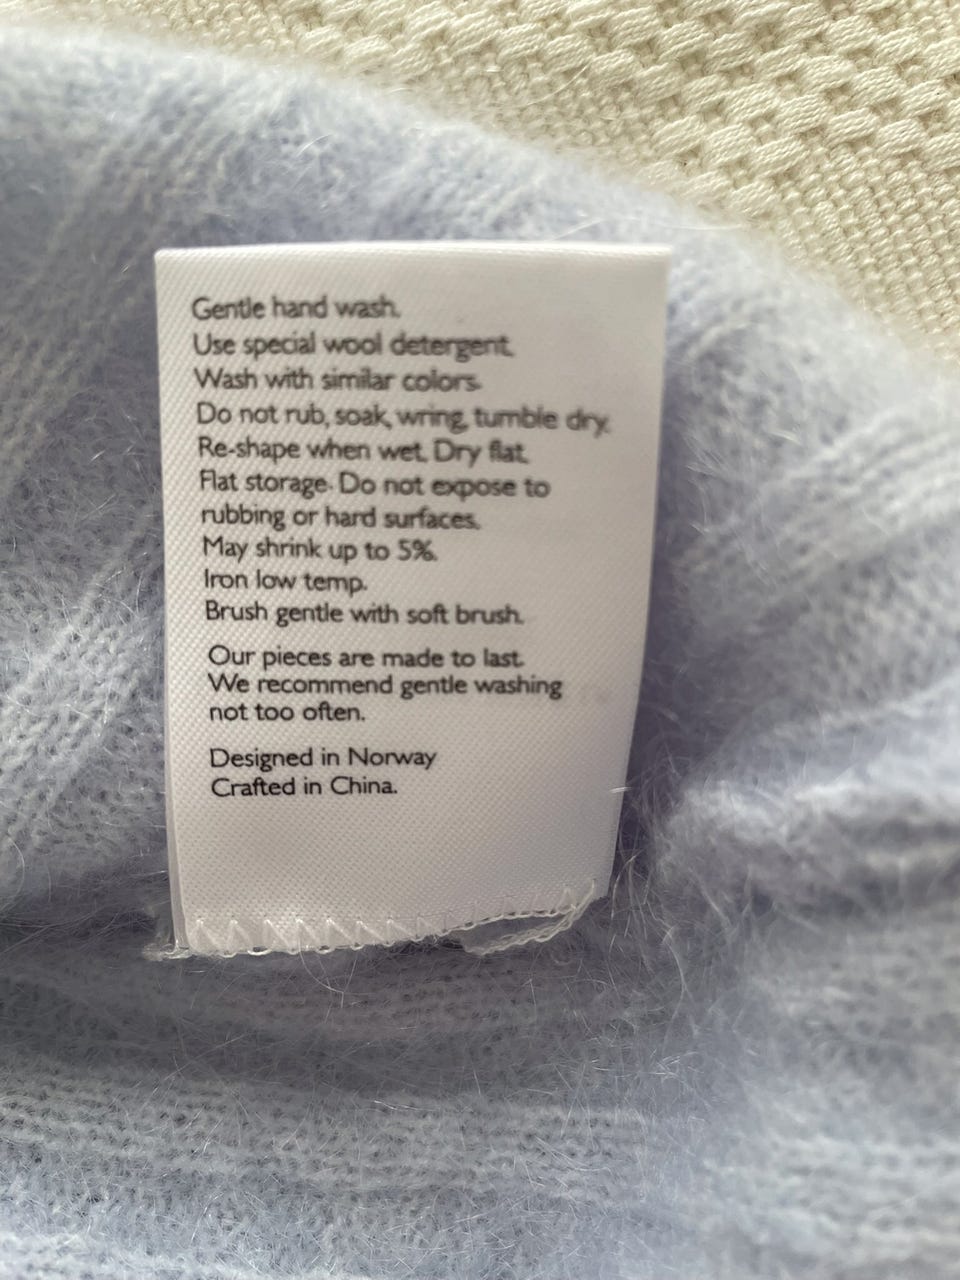 Gentle hand wash.
Use special wool detergent.
Wash with similar colors.
Do not rub, soak, wring, tumble dry.
Re-shape when wet. Dry flat.
Flat storage. Do not expose to
rubbing or hard surfaces.
May shrink up to 5%.
Iron low temp.
Brush gentle with soft brush.
Our pieces are made to last.
We recommend gentle washing
not too often.
Designed in Norway
Crafted in China.